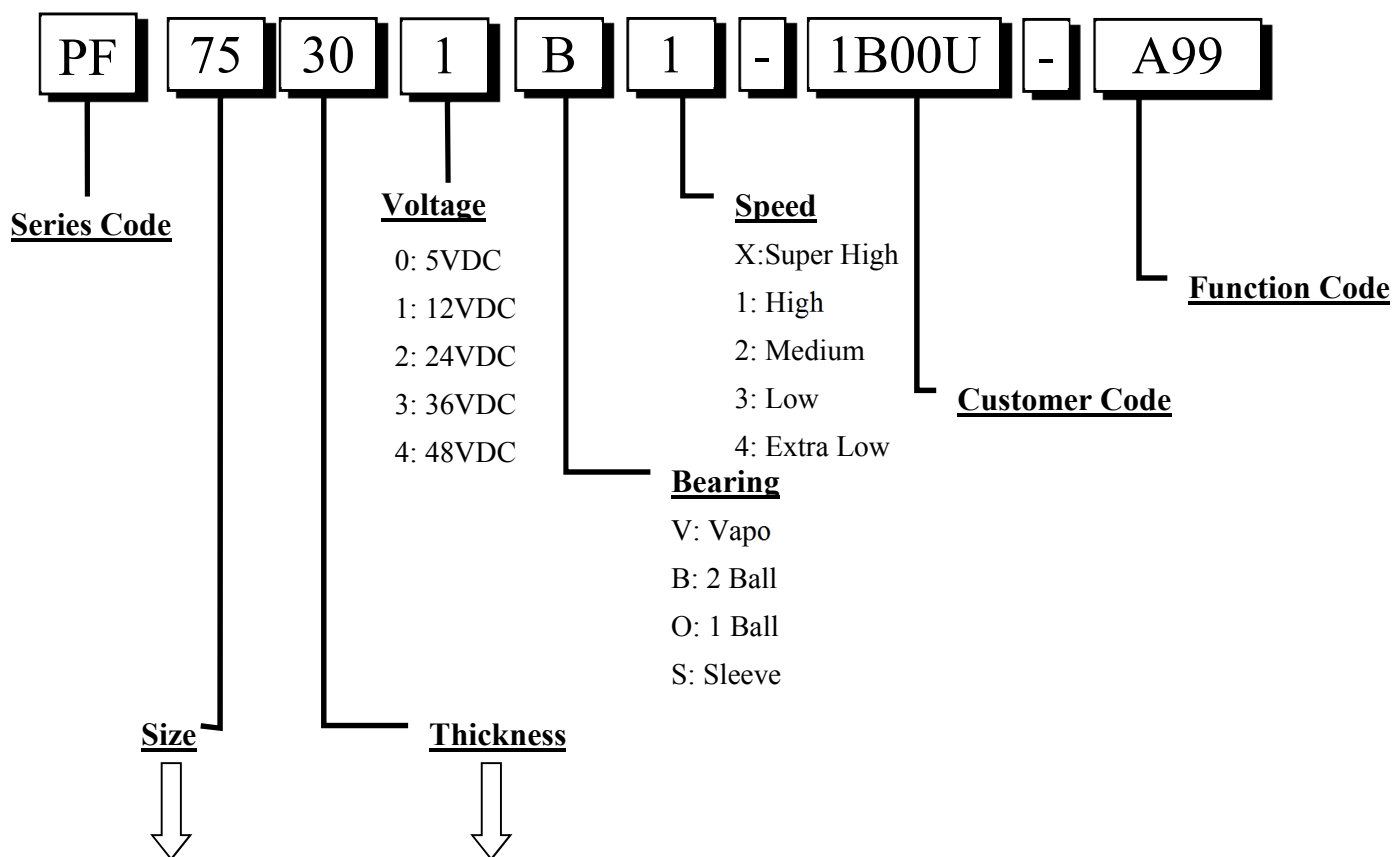 PF 75 30 1 B 1 - 1B00U - A99
Series Code
Voltage
0: 5VDC
1: 12VDC
2: 24VDC
3: 36VDC
4: 48VDC
Speed
X:Super High
1: High
2: Medium
3: Low
4: Extra Low
Function Code
Customer Code
Bearing
V: Vapo
B: 2 Ball
O: 1 Ball
S: Sleeve
Size
Thickness